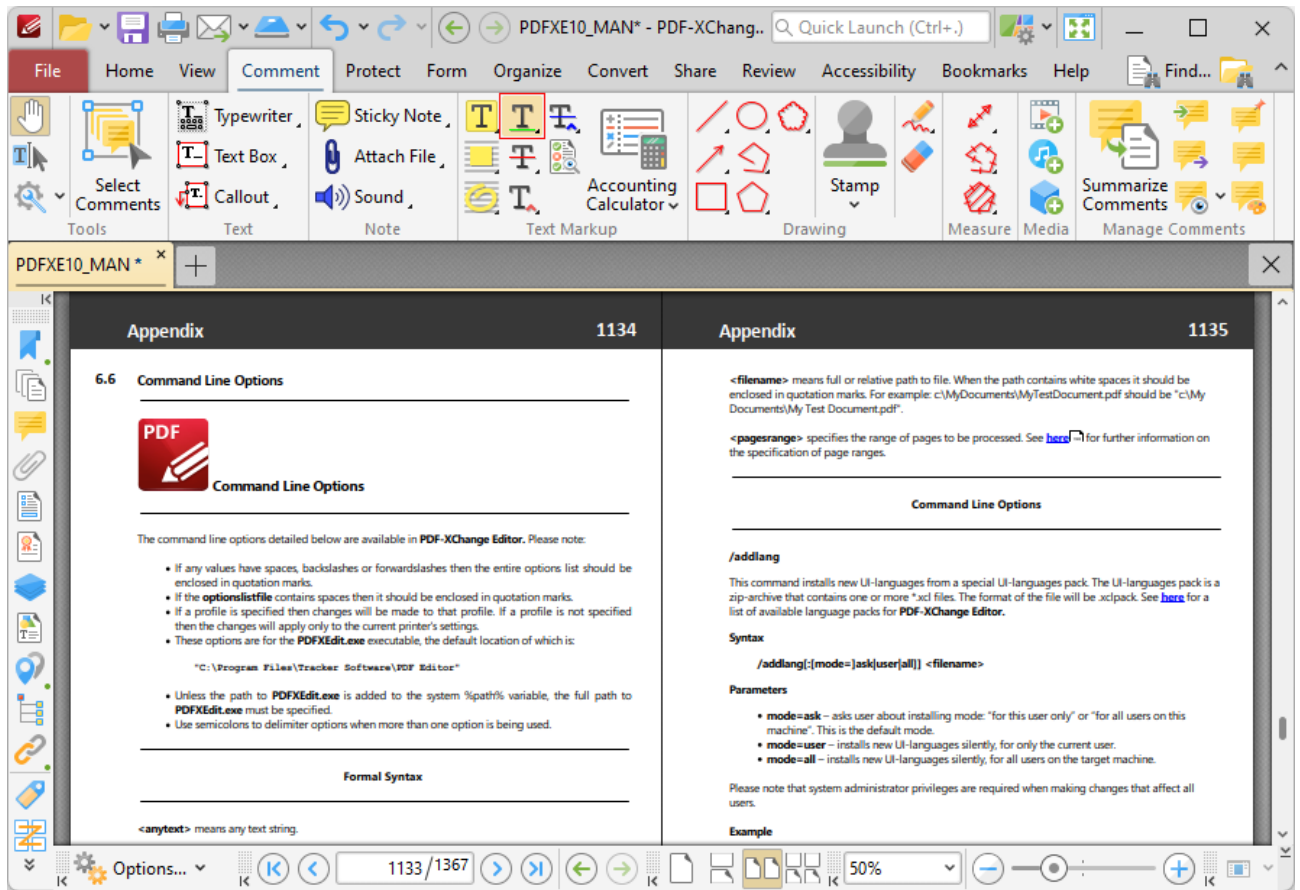 PDFXE10_MAN* - PDF-XChang..
Quick Launch (Ctrl+.)
File Home View Comment Protect Form Organize Convert Share Review Accessibility Bookmarks Help Find...
Select
Comments
Tools
Typewriter
Text Box
Callout
Text
Sticky Note
Attach File
Sound
Note
Accounting
Calculator
Text Markup
Stamp
Drawing
Measure
Media
Summarize
Comments
Manage Comments
PDFXE10_MAN *
Appendix 1134
6.6 Command Line Options
PDF
Command Line Options
The command line options detailed below are available in PDF-XChange Editor. Please note:
• If any values have spaces, backslashes or forwardslashes then the entire options list should be
enclosed in quotation marks.
• If the optionslistfile contains spaces then it should be enclosed in quotation marks.
• If a profile is specified then changes will be made to that profile. If a profile is not specified
then the changes will apply only to the current printer's settings.
• These options are for the PDFXEdit.exe executable, the default location of which is:
"C:\Program Files\Tracker Software\PDF Editor"
• Unless the path to PDFXEdit.exe is added to the system %path% variable, the full path to
PDFXEdit.exe must be specified.
• Use semicolons to delimiter options when more than one option is being used.
Formal Syntax
<anytext> means any text string.
Appendix 1135
<filename> means full or relative path to file. When the path contains white spaces it should be
enclosed in quotation marks. For example: c:\MyDocuments\MyTestDocument.pdf should be "c:\My
Documents\My Test Document.pdf".
<pagesrange> specifies the range of pages to be processed. See here for further information on
the specification of page ranges.
Command Line Options
/addlang
This command installs new UI-languages from a special UI-languages pack. The UI-languages pack is a
zip-archive that contains one or more *.xcl files. The format of the file will be .xclpack. See here for a
list of available language packs for PDF-XChange Editor.
Syntax
/addlang[:[mode=]ask|user|all]] <filename>
Parameters
• mode=ask – asks user about installing mode: "for this user only" or "for all users on this
machine". This is the default mode.
• mode=user – installs new UI-languages silently, for only the current user.
• mode=all – installs new UI-languages silently, for all users on the target machine.
Please note that system administrator privileges are required when making changes that affect all
users.
Example
Options...
1133/1367
50%